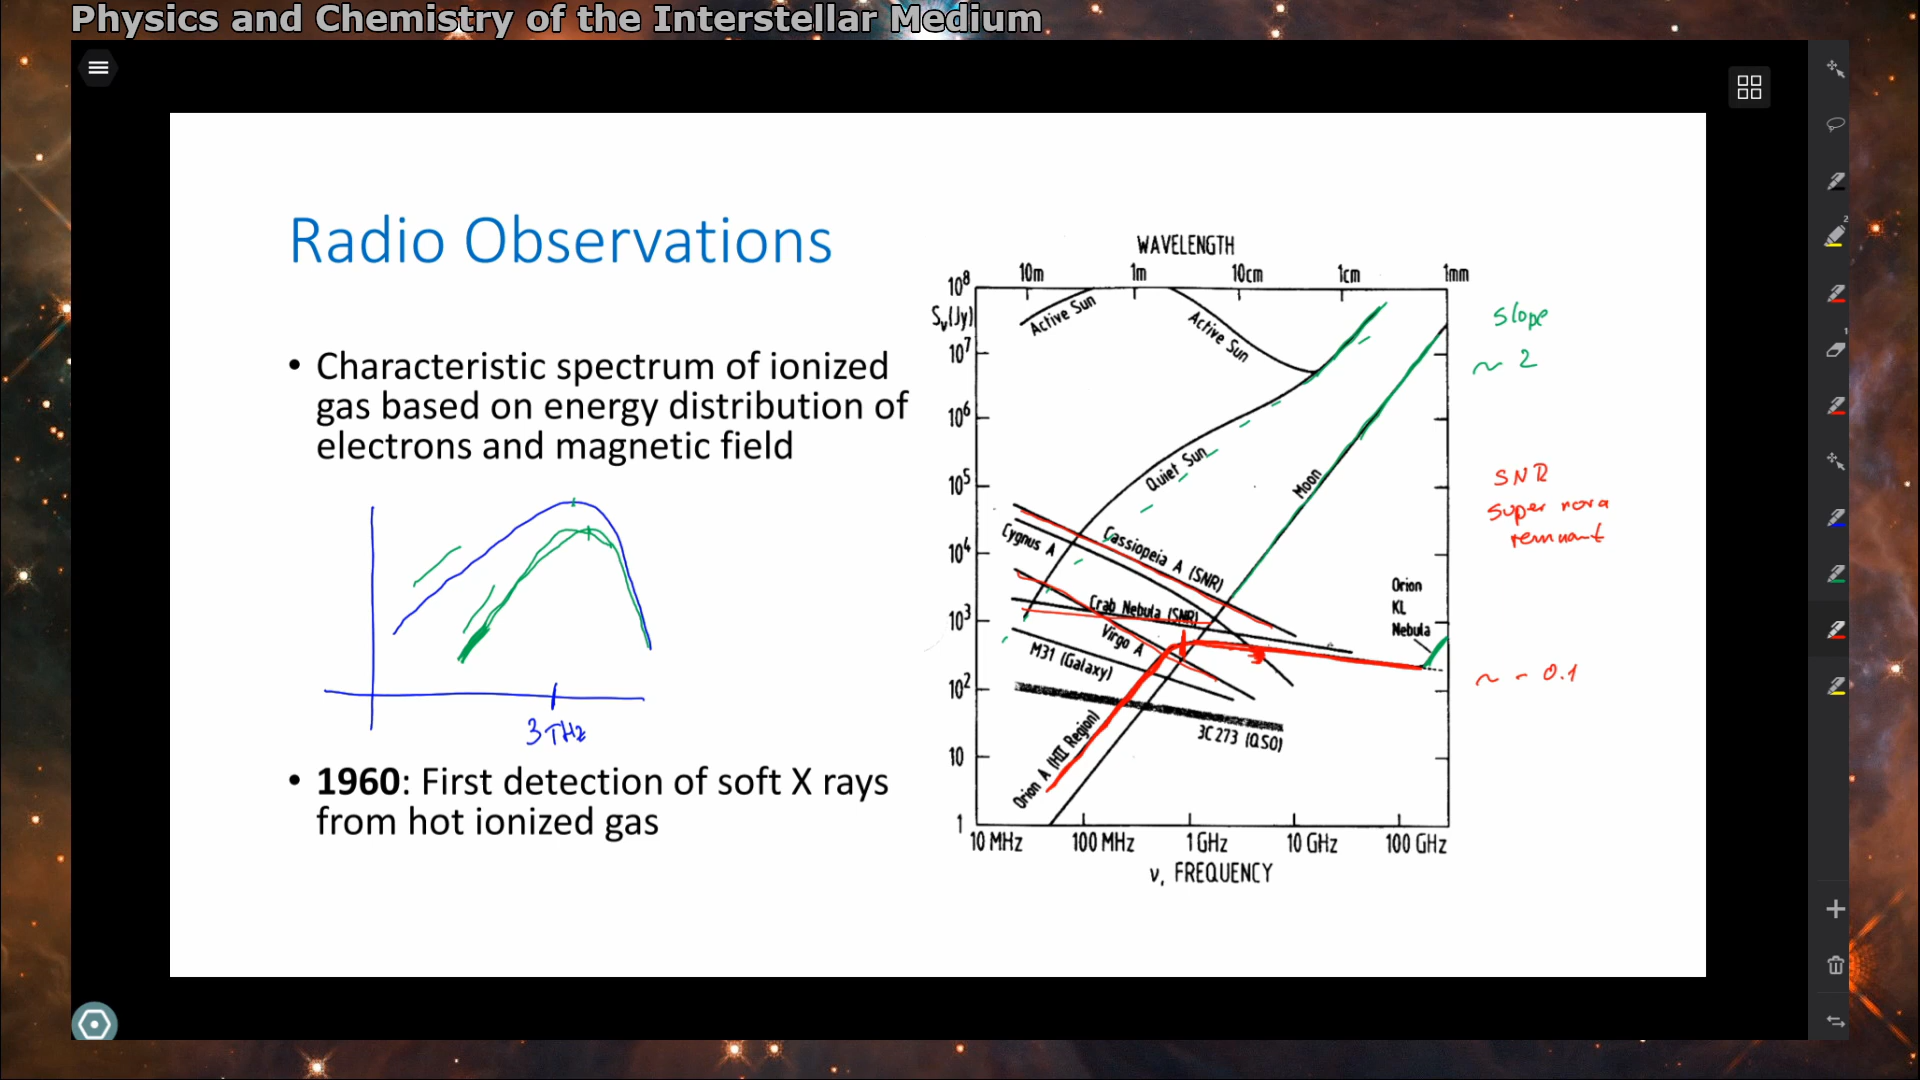 Physics and Chemistry of the Interstellar Medium
Radio Observations
• Characteristic spectrum of ionized
gas based on energy distribution of
electrons and magnetic field
3 THz
• 1960: First detection of soft X rays
from hot ionized gas
WAVELENGTH
10m 1m 10cm 1cm 1mm
10⁸
Sᵥ(Jy)
10⁷
10⁶
10⁵
10⁴
10³
10²
10
1
Active Sun
Active Sun
Quiet Sun
Moon
Cygnus A
Cassiopeia A (SNR)
Crab Nebula (SNR)
Virgo A
M31 (Galaxy)
3C 273 (QSO)
Orion A (HII Region)
Orion
KL
Nebula
10 MHz 100 MHz 1 GHz 10 GHz 100 GHz
ν, FREQUENCY
slope
~ 2
SNR
super nova
remnant
~ - 0.1
2
1